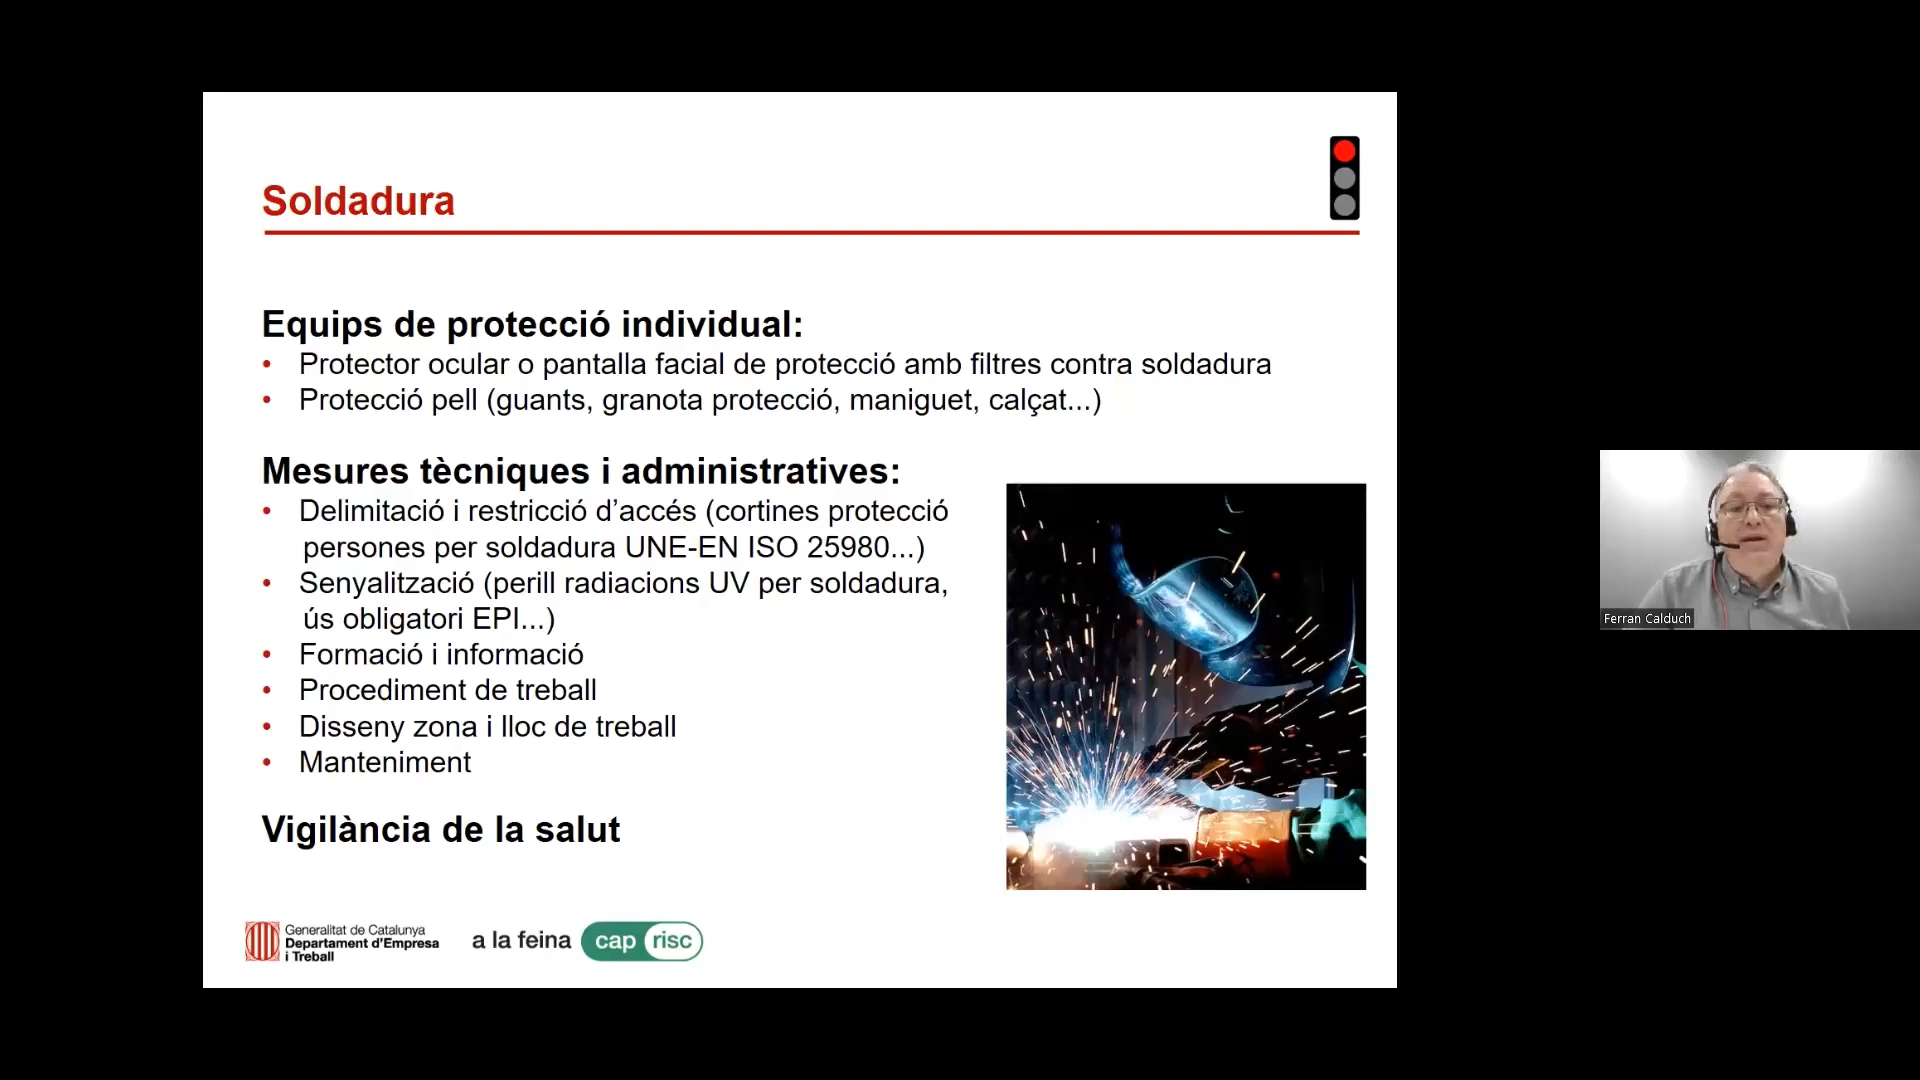 Soldadura
Equips de protecció individual:
• Protector ocular o pantalla facial de protecció amb filtres contra soldadura
• Protecció pell (guants, granota protecció, maniguet, calçat...)
Mesures tècniques i administratives:
• Delimitació i restricció d’accés (cortines protecció
persones per soldadura UNE-EN ISO 25980...)
• Senyalització (perill radiacions UV per soldadura,
ús obligatori EPI...)
• Formació i informació
• Procediment de treball
• Disseny zona i lloc de treball
• Manteniment
Vigilància de la salut
Generalitat de Catalunya
Departament d’Empresa
i Treball
a la feina cap risc
Ferran Calduch